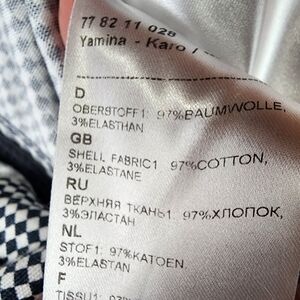 77 82 11 028
Yamina - Karo /
D
OBERSTOFF1: 97%BAUMWOLLE,
3%ELASTHAN
GB
SHELL FABRIC1 97%COTTON,
3%ELASTANE
RU
ВЕРХНЯЯ ТКАНЬ1: 97%ХЛОПОК,
3%ЭЛАСТАН
NL
STOF1: 97%KATOEN,
3%ELASTAN
F
TISSU1: